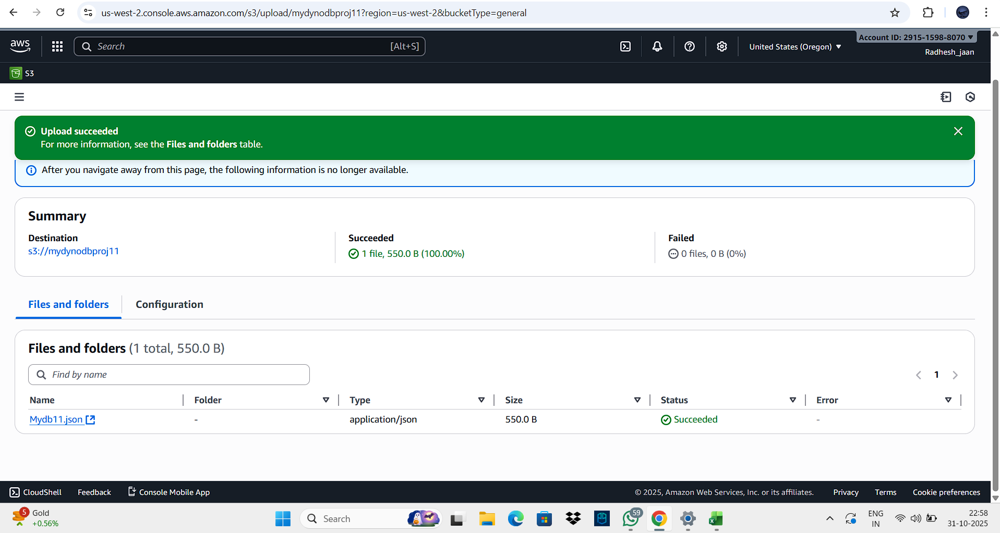 us-west-2.console.aws.amazon.com/s3/upload/mydynodbproj11?region=us-west-2&bucketType=general
aws
Search
[Alt+S]
United States (Oregon)
Account ID: 2915-1598-8070
Radhesh_jaan
S3
Upload succeeded
For more information, see the Files and folders table.
After you navigate away from this page, the following information is no longer available.
Summary
Destination
s3://mydynodbproj11
Succeeded
1 file, 550.0 B (100.00%)
Failed
0 files, 0 B (0%)
Files and folders
Configuration
Files and folders (1 total, 550.0 B)
Find by name
1
Name Folder Type Size Status Error
Mydb11.json - application/json 550.0 B Succeeded -
CloudShell Feedback Console Mobile App © 2025, Amazon Web Services, Inc. or its affiliates. Privacy Terms Cookie preferences
5
Gold
+0.56%
Search
59
X
ENG
IN
22:58
31-10-2025